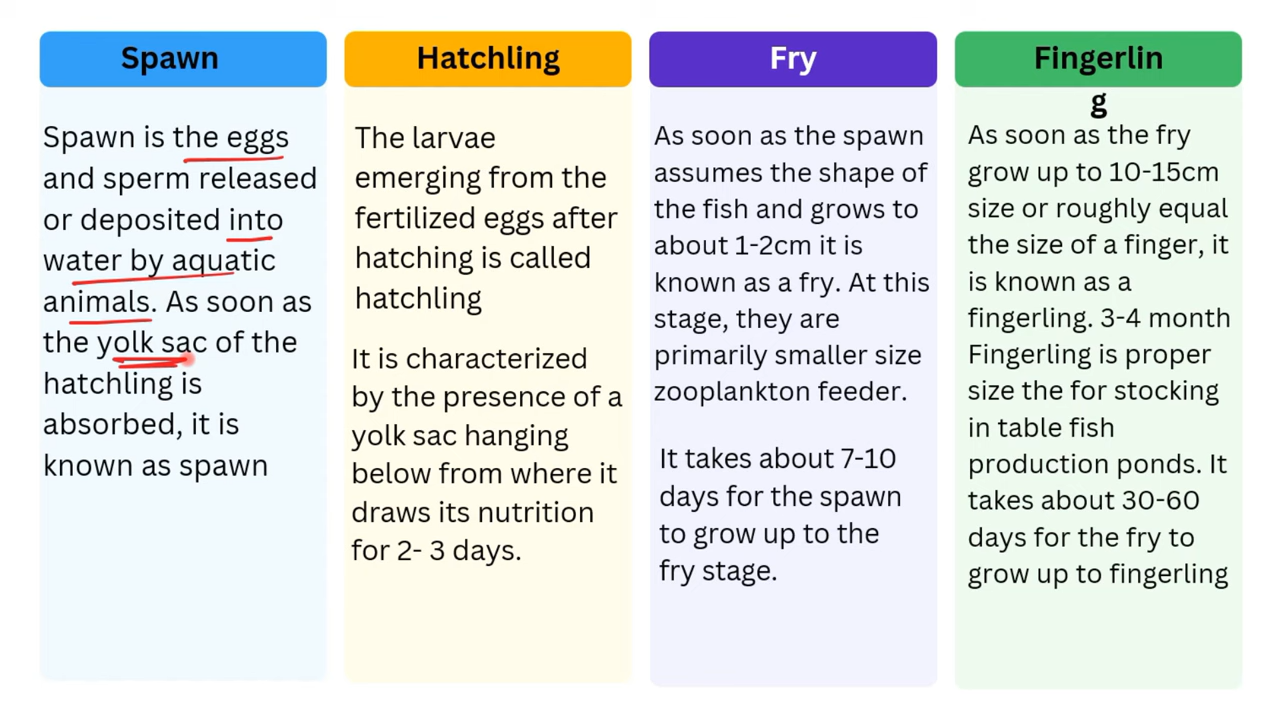 Spawn
Spawn is the eggs
and sperm released
or deposited into
water by aquatic
animals. As soon as
the yolk sac of the
hatchling is
absorbed, it is
known as spawn
Hatchling
The larvae
emerging from the
fertilized eggs after
hatching is called
hatchling
It is characterized
by the presence of a
yolk sac hanging
below from where it
draws its nutrition
for 2- 3 days.
Fry
As soon as the spawn
assumes the shape of
the fish and grows to
about 1-2cm it is
known as a fry. At this
stage, they are
primarily smaller size
zooplankton feeder.
It takes about 7-10
days for the spawn
to grow up to the
fry stage.
Fingerlin
g
As soon as the fry
grow up to 10-15cm
size or roughly equal
the size of a finger, it
is known as a
fingerling. 3-4 month
Fingerling is proper
size the for stocking
in table fish
production ponds. It
takes about 30-60
days for the fry to
grow up to fingerling